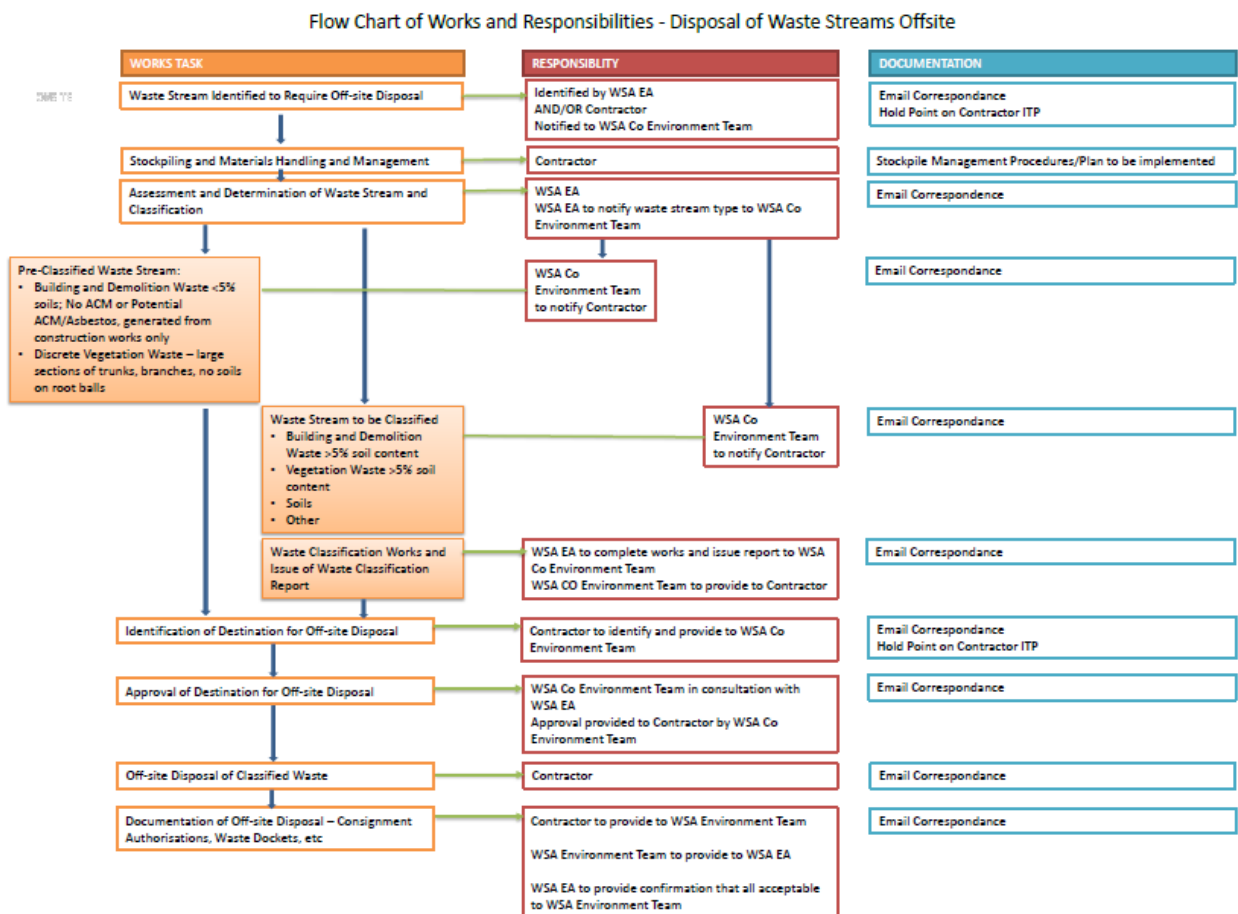 Flow Chart of Works and Responsibilities - Disposal of Waste Streams Offsite
WORKS TASK
RESPONSIBLITY
DOCUMENTATION
Waste Stream Identified to Require Off-site Disposal
Identified by WSA EA
AND/OR Contractor
Notified to WSA Co Environment Team
Email Correspondance
Hold Point on Contractor ITP
Stockpiling and Materials Handling and Management
Contractor
Stockpile Management Procedures/Plan to be implemented
Assessment and Determination of Waste Stream and
Classification
WSA EA
WSA EA to notify waste stream type to WSA Co
Environment Team
Email Correspondence
Pre-Classified Waste Stream:
• Building and Demolition Waste <5%
soils; No ACM or Potential
ACM/Asbestos, generated from
construction works only
• Discrete Vegetation Waste – large
sections of trunks, branches, no soils
on root balls
WSA Co
Environment Team
to notify Contractor
Email Correspondance
Waste Stream to be Classified
• Building and Demolition
Waste >5% soil content
• Vegetation Waste >5% soil
content
• Soils
• Other
WSA Co
Environment Team
to notify Contractor
Email Correspondance
Waste Classification Works and
Issue of Waste Classification
Report
WSA EA to complete works and issue report to WSA
Co Environment Team
WSA CO Environment Team to provide to Contractor
Email Correspondance
Identification of Destination for Off-site Disposal
Contractor to identify and provide to WSA Co
Environment Team
Email Correspondance
Hold Point on Contractor ITP
Approval of Destination for Off-site Disposal
WSA Co Environment Team in consultation with
WSA EA
Approval provided to Contractor by WSA Co
Environment Team
Email Correspondance
Off-site Disposal of Classified Waste
Contractor
Email Correspondance
Documentation of Off-site Disposal – Consignment
Authorisations, Waste Dockets, etc
Contractor to provide to WSA Environment Team
WSA Environment Team to provide to WSA EA
WSA EA to provide confirmation that all acceptable
to WSA Environment Team
Email Correspondance